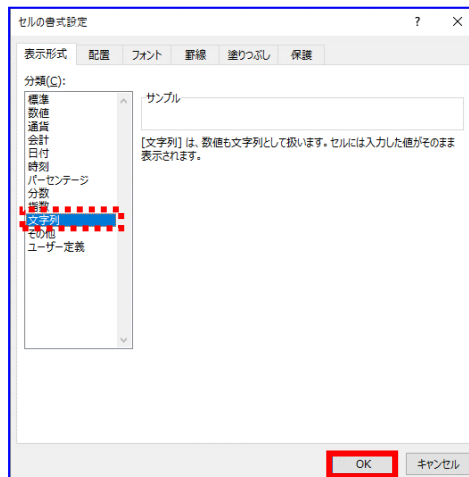 セルの書式設定 ? ×
表示形式 配置 フォント 罫線 塗りつぶし 保護
分類(C):
標準
数値
通貨
会計
日付
時刻
パーセンテージ
分数
指数
文字列
その他
ユーザー定義
サンプル
[文字列] は、数値も文字列として扱います。セルには入力した値がそのまま
表示されます。
OK キャンセル